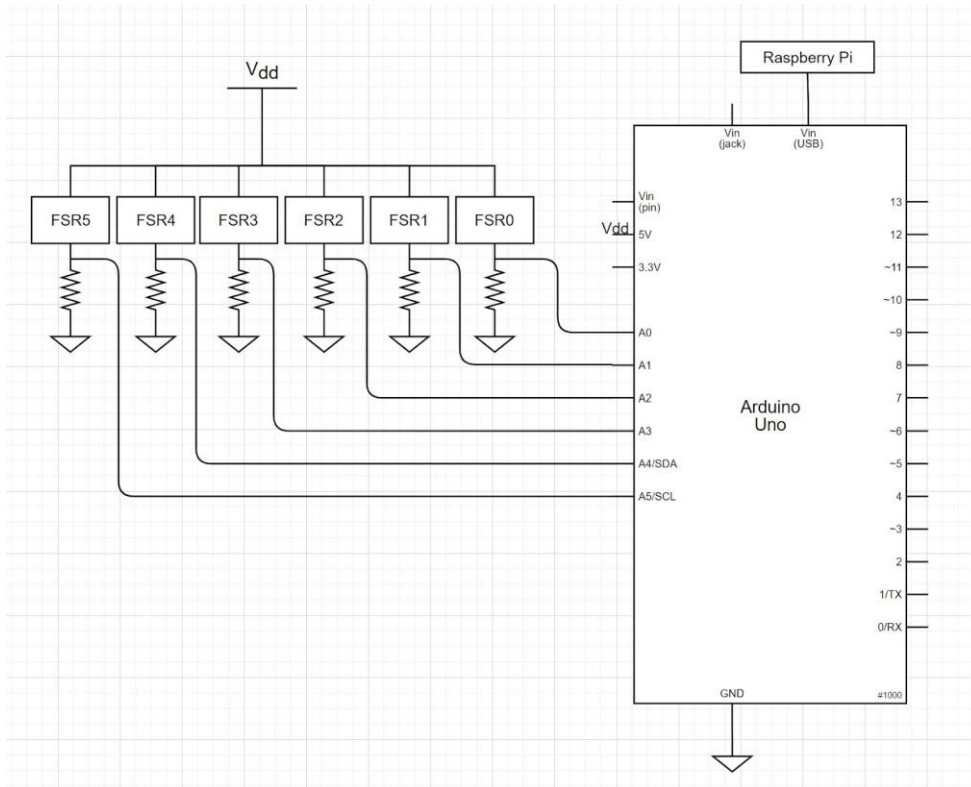 Vdd
Raspberry Pi
Vin
(jack)
Vin
(USB)
FSR5
FSR4
FSR3
FSR2
FSR1
FSR0
Vin
(pin)
Vdd
5V
3.3V
A0
A1
A2
A3
A4/SDA
A5/SCL
Arduino
Uno
13
12
~11
~10
~9
8
7
~6
~5
4
~3
2
1/TX
0/RX
GND
#1000